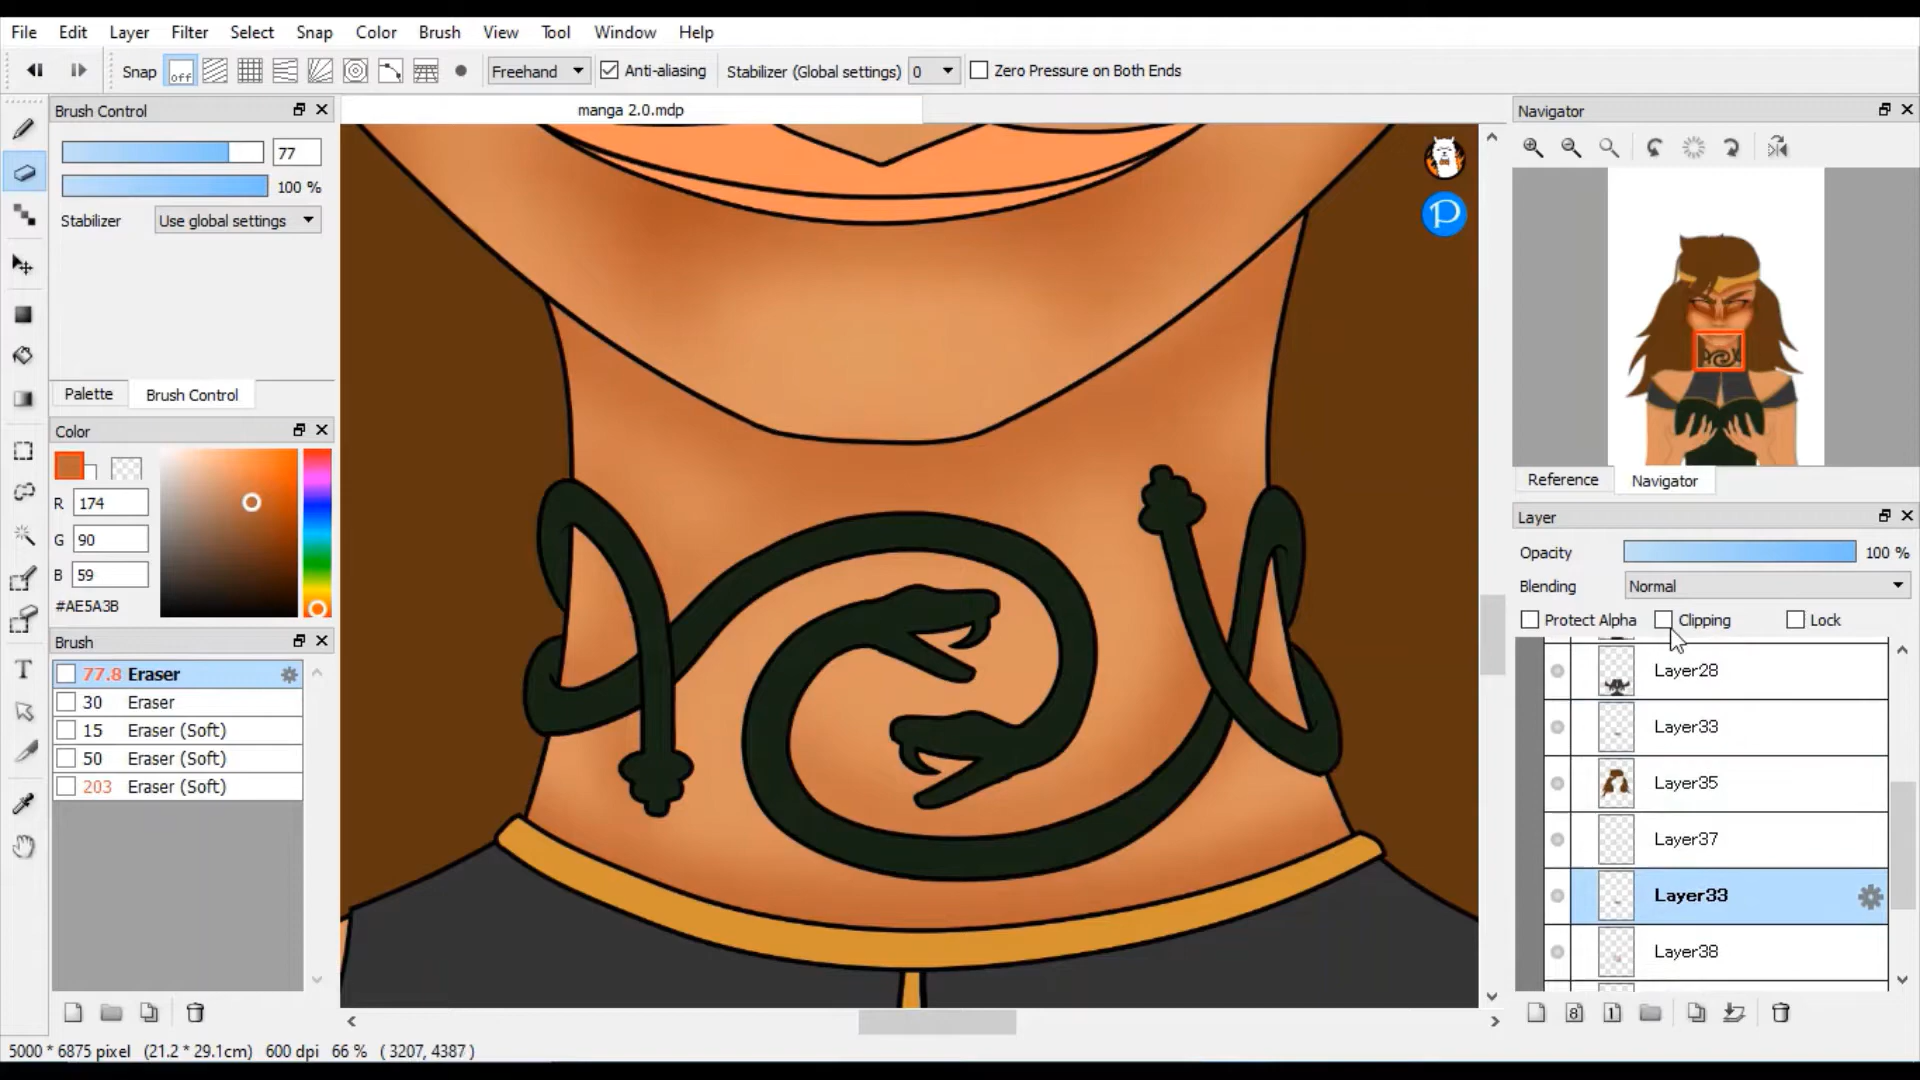 File Edit Layer Filter Select Snap Color Brush View Tool Window Help
Snap off Freehand Anti-aliasing Stabilizer (Global settings) 0 Zero Pressure on Both Ends
Brush Control
manga 2.0.mdp
Navigator
77
100 %
Stabilizer Use global settings
P
Palette Brush Control
Color
R 174
G 90
B 59
#AE5A3B
Reference Navigator
Layer
Opacity 100 %
Blending Normal
Protect Alpha Clipping Lock
Brush
77.8 Eraser
30 Eraser
15 Eraser (Soft)
50 Eraser (Soft)
203 Eraser (Soft)
T
Layer28
Layer33
Layer35
Layer37
Layer33
Layer38
8 1
5000 * 6875 pixel (21.2 * 29.1cm) 600 dpi 66 % ( 3207, 4387 )